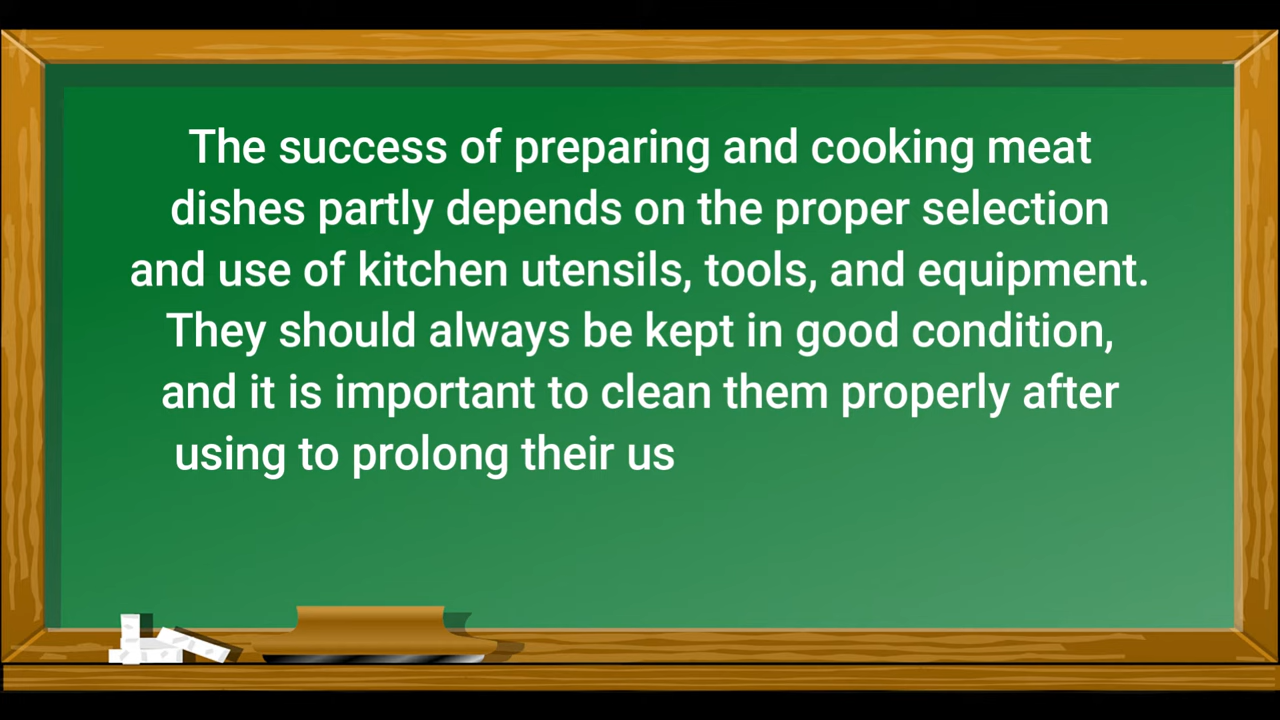 The success of preparing and cooking meat
dishes partly depends on the proper selection
and use of kitchen utensils, tools, and equipment.
They should always be kept in good condition,
and it is important to clean them properly after
using to prolong their us